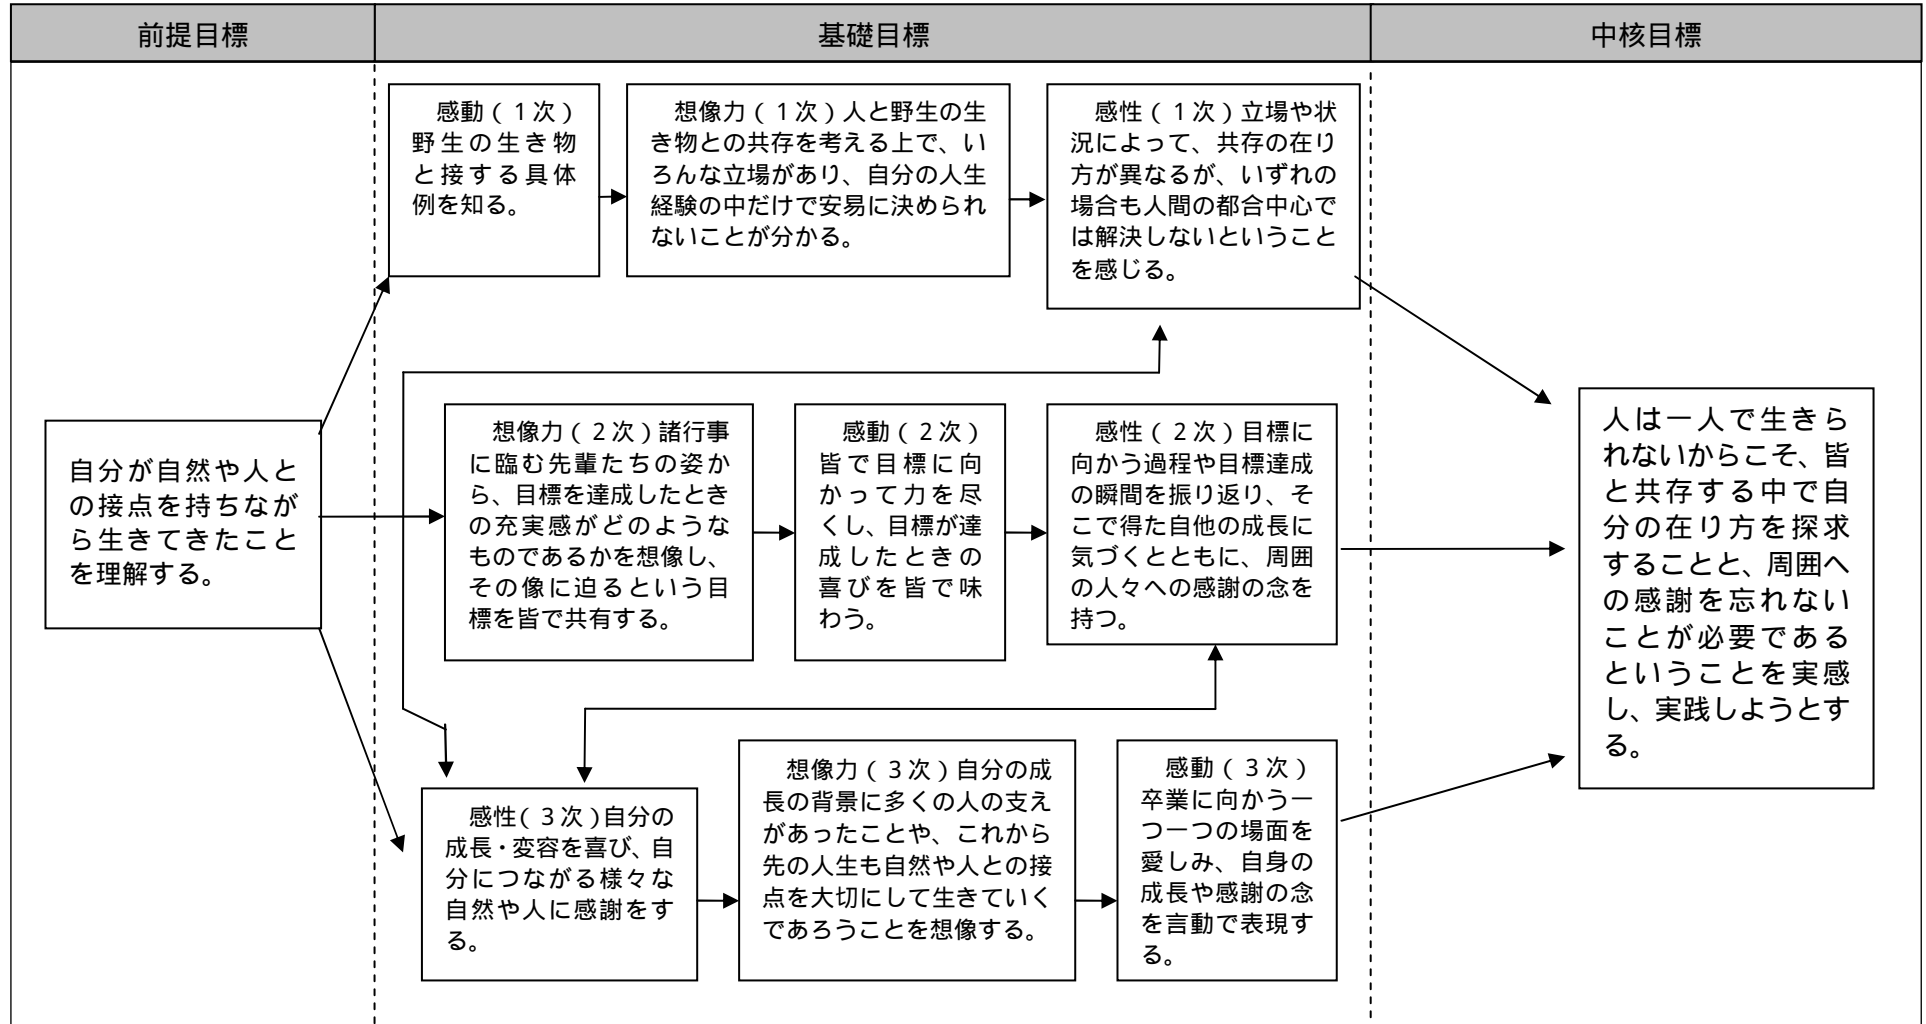 前提目標
基礎目標
中核目標
感動（1次）
野生の生き物
と接する具体
例を知る。
想像力（1次）人と野生の生
き物との共存を考える上で、い
ろんな立場があり、自分の人生
経験の中だけで安易に決められ
ないことが分かる。
感性（1次）立場や状
況によって、共存の在り
方が異なるが、いずれの
場合も人間の都合中心で
は解決しないということ
を感じる。
自分が自然や人と
の接点を持ちなが
ら生きてきたこと
を理解する。
想像力（2次）諸行事
に臨む先輩たちの姿か
ら、目標を達成したとき
の充実感がどのような
ものであるかを想像し、
その像に迫るという目
標を皆で共有する。
感動（2次）
皆で目標に向
かって力を尽
くし、目標が達
成したときの
喜びを皆で味
わう。
感性（2次）目標に
向かう過程や目標達成
の瞬間を振り返り、そ
こで得た自他の成長に
気づくとともに、周囲
の人々への感謝の念を
持つ。
感性（3次）自分の
成長・変容を喜び、自
分につながる様々な
自然や人に感謝をす
る。
想像力（3次）自分の成
長の背景に多くの人の支え
があったことや、これから
先の人生も自然や人との接
点を大切にして生きていく
であろうことを想像する。
感動（3次）
卒業に向かう一
つ一つの場面を
愛しみ、自身の
成長や感謝の念
を言動で表現す
る。
人は一人で生きら
れないからこそ、皆
と共存する中で自
分の在り方を探求
することと、周囲へ
の感謝を忘れない
ことが必要である
ということを実感
し、実践しようとす
る。